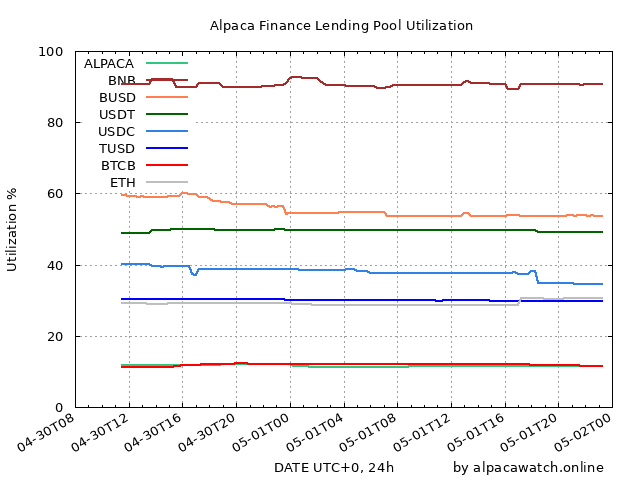 Alpaca Finance Lending Pool Utilization
100
80
60
40
20
0
Utilization %
ALPACA
BNB
BUSD
USDT
USDC
TUSD
BTCB
ETH
04-30T08
04-30T12
04-30T16
04-30T20
05-01T00
05-01T04
05-01T08
05-01T12
05-01T16
05-01T20
05-02T00
DATE UTC+0, 24h
by alpacawatch.online